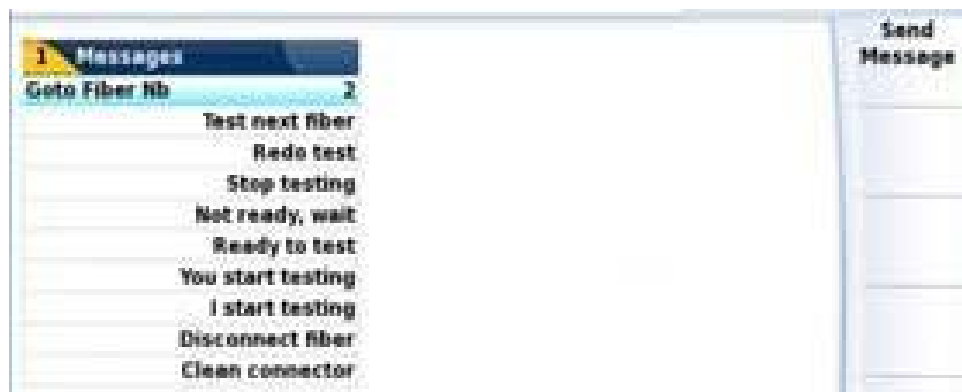 1 Messages
Goto Fiber Nb 2
Test next fiber
Redo test
Stop testing
Not ready, wait
Ready to test
You start testing
I start testing
Disconnect fiber
Clean connector
Send
Message